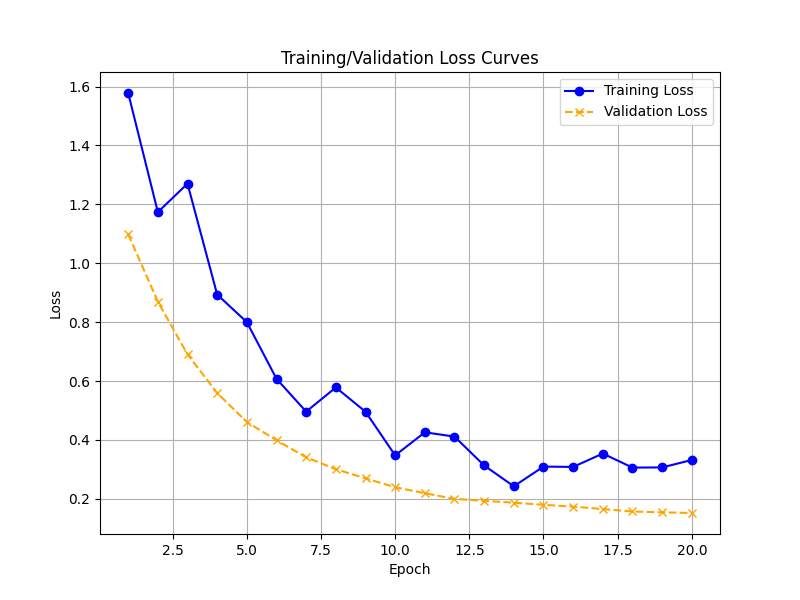 Training/Validation Loss Curves
Training Loss
Validation Loss
Loss
1.6
1.4
1.2
1.0
0.8
0.6
0.4
0.2
2.5 5.0 7.5 10.0 12.5 15.0 17.5 20.0
Epoch